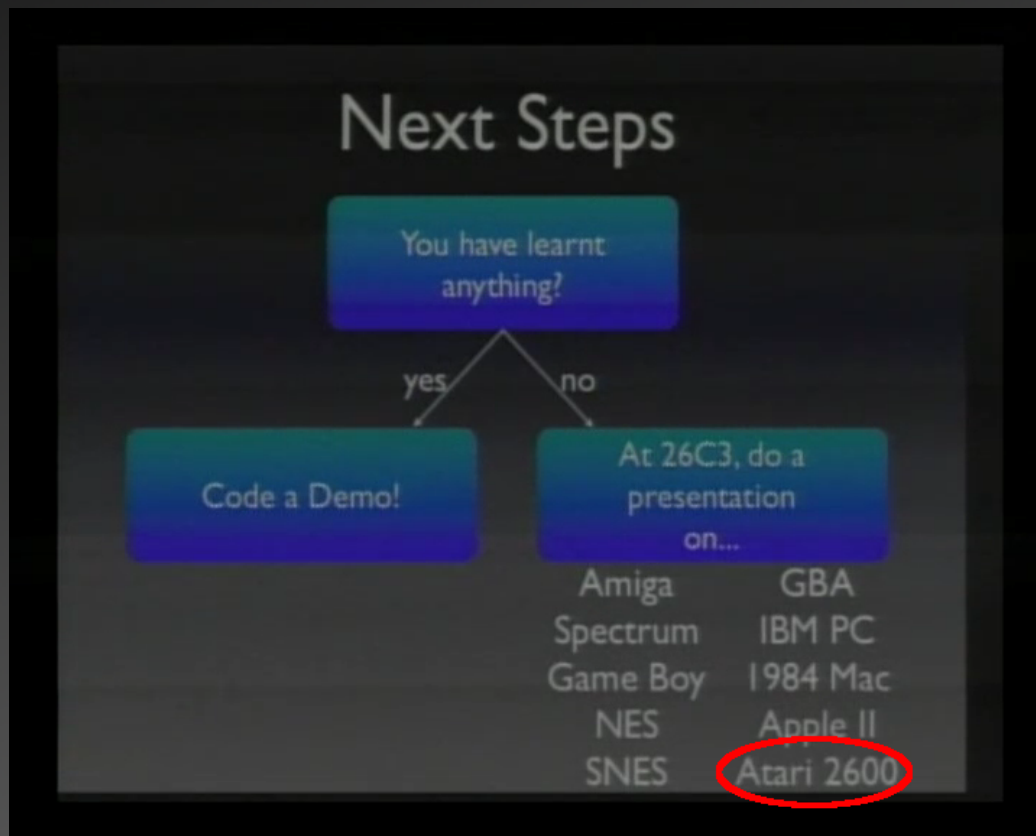 Next Steps
You have learnt
anything?
yes no
Code a Demo!
At 26C3, do a
presentation
on...
Amiga GBA
Spectrum IBM PC
Game Boy 1984 Mac
NES Apple II
SNES Atari 2600